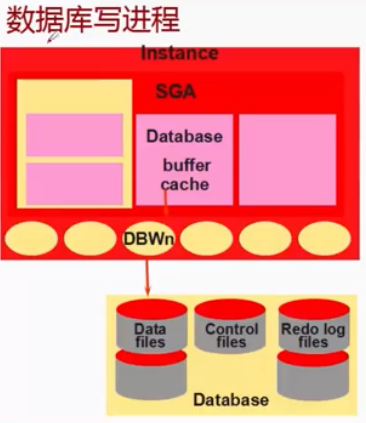 数据库写进程
Instance
SGA
Database
buffer
cache
DBWn
Data
files
Control
files
Redo log
files
Database